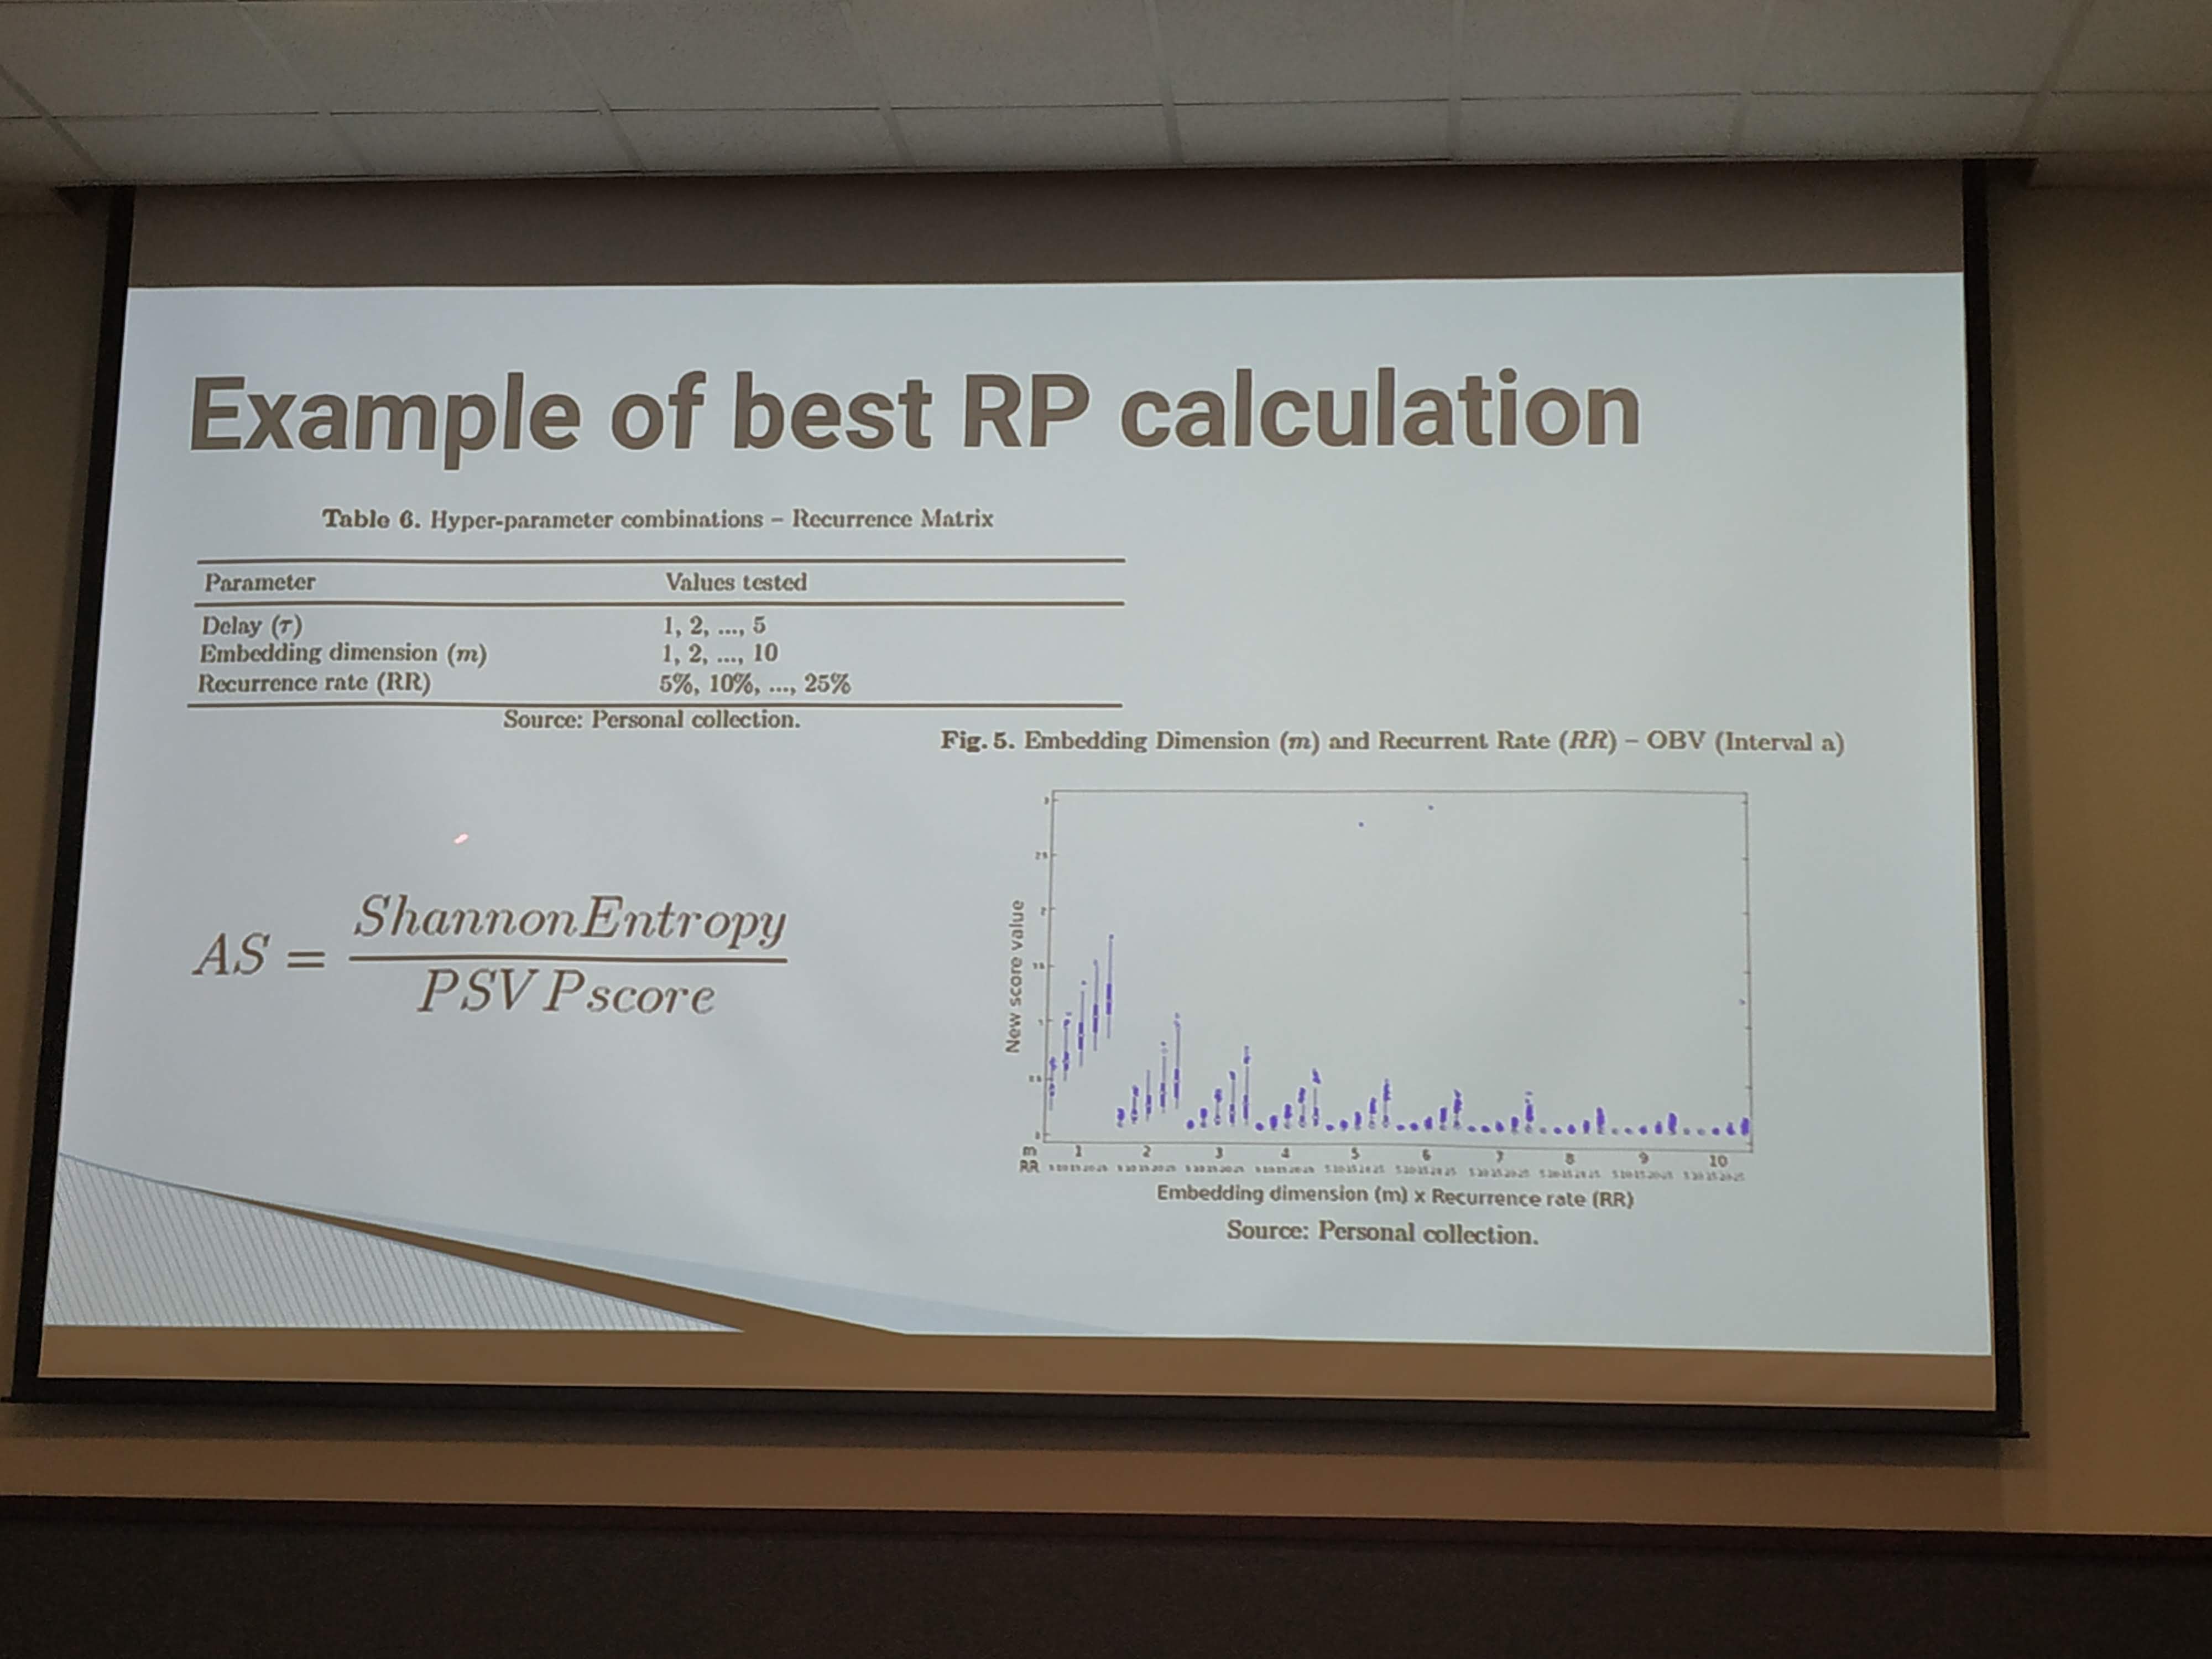 Example of best RP calculation
Table 6. Hyper-parameter combinations – Recurrence Matrix
Parameter Values tested
Delay (τ) 1, 2, ..., 5
Embedding dimension (m) 1, 2, ..., 10
Recurrence rate (RR) 5%, 10%, ..., 25%
Source: Personal collection.
AS = ShannonEntropy / PSVPscore
Fig. 5. Embedding Dimension (m) and Recurrent Rate (RR) – OBV (Interval a)
New score value
m 1 2 3 4 5 6 7 8 9 10
RR
Embedding dimension (m) x Recurrence rate (RR)
Source: Personal collection.